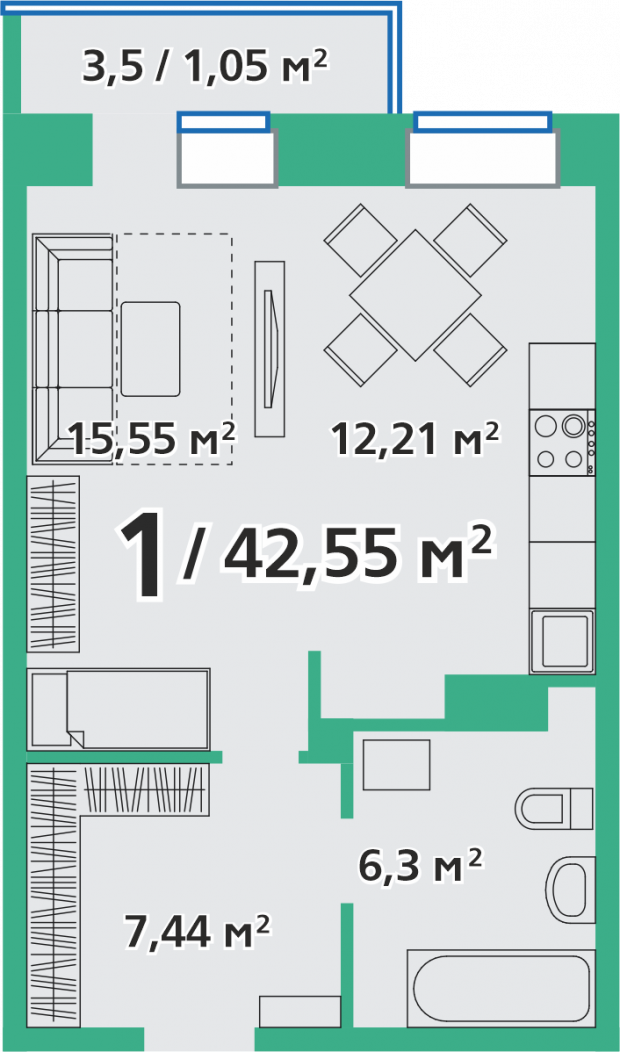 3,5 / 1,05 м²
15,55 м²
12,21 м²
1 / 42,55 м²
6,3 м²
7,44 м²